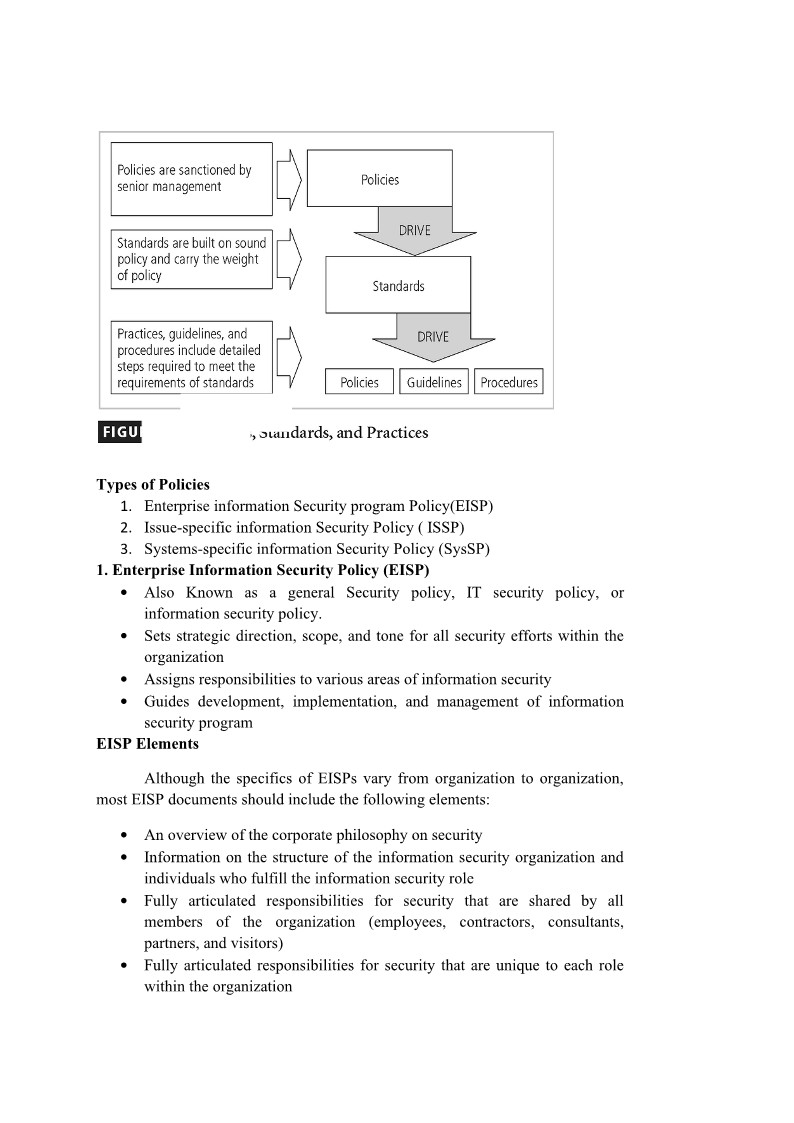 Policies are sanctioned by
senior management
Policies
DRIVE
Standards are built on sound
policy and carry the weight
of policy
Standards
DRIVE
Practices, guidelines, and
procedures include detailed
steps required to meet the
requirements of standards
Policies
Guidelines
Procedures
and Practices
Types of Policies
1. Enterprise information Security program Policy(EISP)
2. Issue-specific information Security Policy ( ISSP)
3. Systems-specific information Security Policy (SysSP)
1. Enterprise Information Security Policy (EISP)
• Also Known as a general Security policy, IT security policy, or
information security policy.
• Sets strategic direction, scope, and tone for all security efforts within the
organization
• Assigns responsibilities to various areas of information security
• Guides development, implementation, and management of information
security program
EISP Elements
Although the specifics of EISPs vary from organization to organization,
most EISP documents should include the following elements:
• An overview of the corporate philosophy on security
• Information on the structure of the information security organization and
individuals who fulfill the information security role
• Fully articulated responsibilities for security that are shared by all
members of the organization (employees, contractors, consultants,
partners, and visitors)
• Fully articulated responsibilities for security that are unique to each role
within the organization